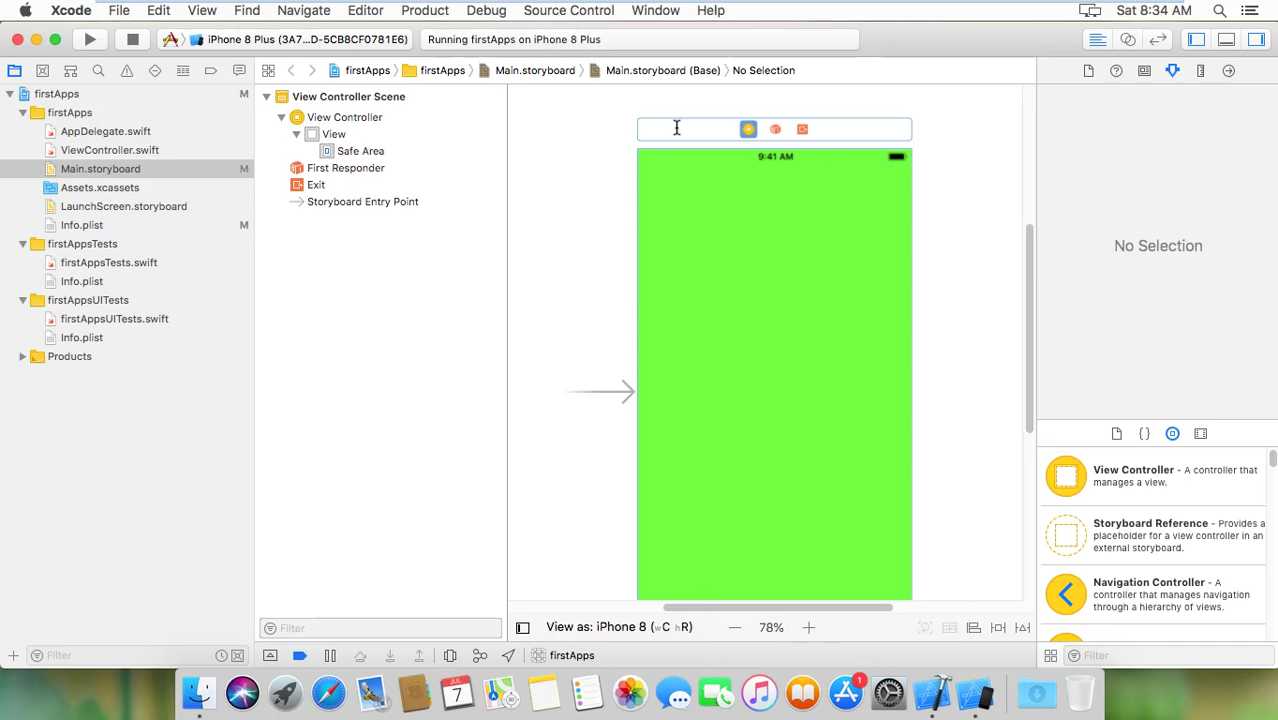 Xcode File Edit View Find Navigate Editor Product Debug Source Control Window Help Sat 8:34 AM
iPhone 8 Plus (3A7...D-5CB8CF0781E6) Running firstApps on iPhone 8 Plus
firstApps firstApps Main.storyboard Main.storyboard (Base) No Selection
firstApps M
firstApps
AppDelegate.swift
ViewController.swift
Main.storyboard M
Assets.xcassets
LaunchScreen.storyboard
Info.plist M
firstAppsTests
firstAppsTests.swift
Info.plist
firstAppsUITests
firstAppsUITests.swift
Info.plist
Products
View Controller Scene
View Controller
View
Safe Area
First Responder
Exit
Storyboard Entry Point
9:41 AM
No Selection
View Controller - A controller that
manages a view.
Storyboard Reference - Provides a
placeholder for a view controller in an
external storyboard.
Navigation Controller - A
controller that manages navigation
through a hierarchy of views.
Filter
View as: iPhone 8 (wC hR) 78%
Filter
firstApps
Filter
JUL
7
1